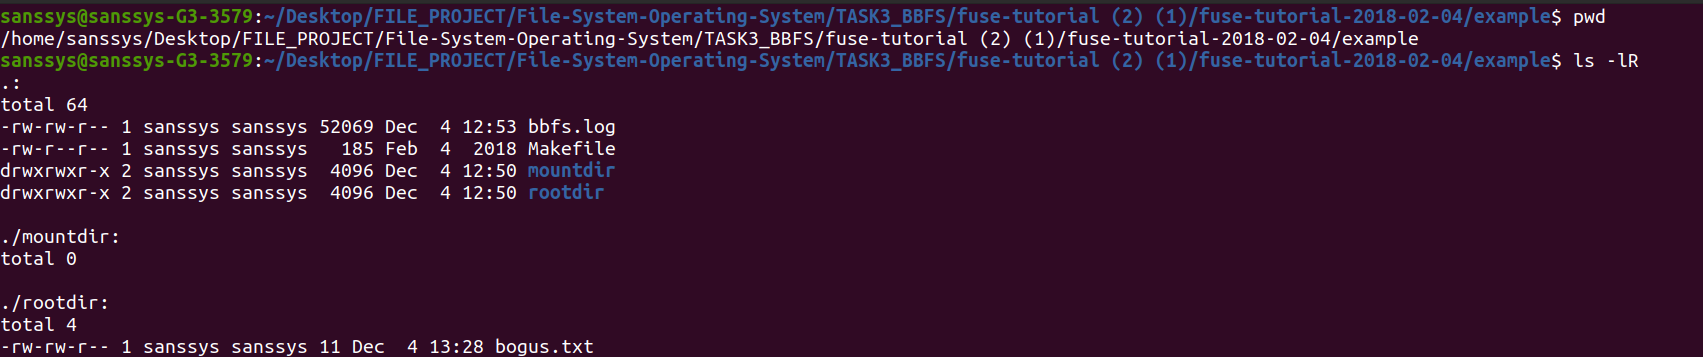 sanssys@sanssys-G3-3579:~/Desktop/FILE_PROJECT/File-System-Operating-System/TASK3_BBFS/fuse-tutorial (2) (1)/fuse-tutorial-2018-02-04/example$ pwd
/home/sanssys/Desktop/FILE_PROJECT/File-System-Operating-System/TASK3_BBFS/fuse-tutorial (2) (1)/fuse-tutorial-2018-02-04/example
sanssys@sanssys-G3-3579:~/Desktop/FILE_PROJECT/File-System-Operating-System/TASK3_BBFS/fuse-tutorial (2) (1)/fuse-tutorial-2018-02-04/example$ ls -lR
.:
total 64
-rw-rw-r-- 1 sanssys sanssys 52069 Dec  4 12:53 bbfs.log
-rw-r--r-- 1 sanssys sanssys   185 Feb  4  2018 Makefile
drwxrwxr-x 2 sanssys sanssys  4096 Dec  4 12:50 mountdir
drwxrwxr-x 2 sanssys sanssys  4096 Dec  4 12:50 rootdir
./mountdir:
total 0
./rootdir:
total 4
-rw-rw-r-- 1 sanssys sanssys 11 Dec  4 13:28 bogus.txt